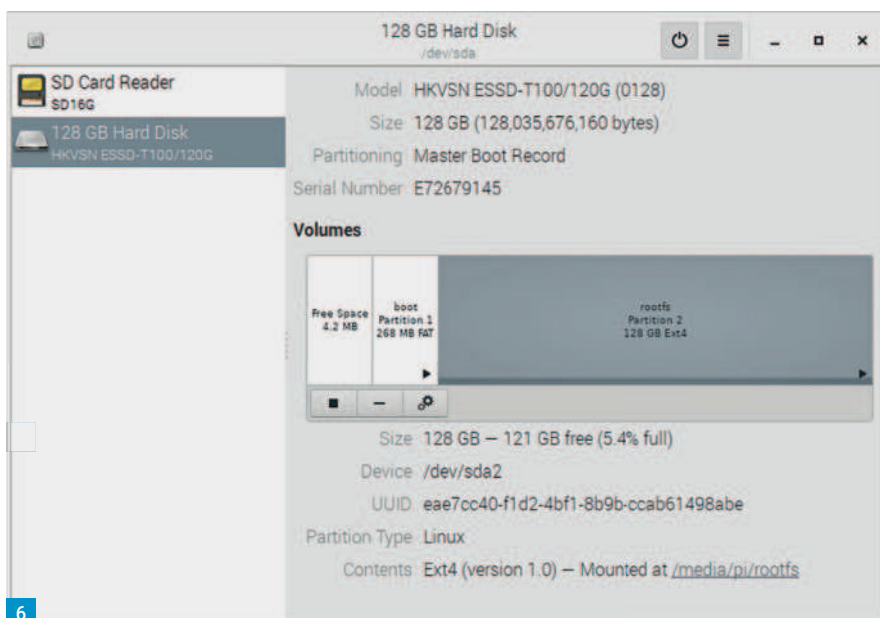 128 GB Hard Disk
/dev/sda
SD Card Reader
SD16G
128 GB Hard Disk
HKVSN ESSD-T100/120G
Model HKVSN ESSD-T100/120G (0128)
Size 128 GB (128,035,676,160 bytes)
Partitioning Master Boot Record
Serial Number E72679145
Volumes
Free Space
4.2 MB
boot
Partition 1
268 MB FAT
rootfs
Partition 2
128 GB Ext4
Size 128 GB — 121 GB free (5.4% full)
Device /dev/sda2
UUID eae7cc40-f1d2-4bf1-8b9b-ccab61498abe
Partition Type Linux
Contents Ext4 (version 1.0) — Mounted at /media/pi/rootfs
6